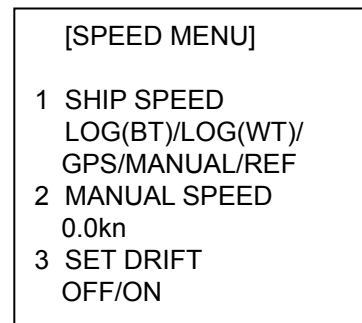 [SPEED MENU]
1 SHIP SPEED
LOG(BT)/LOG(WT)/
GPS/MANUAL/REF
2 MANUAL SPEED
0.0kn
3 SET DRIFT
OFF/ON